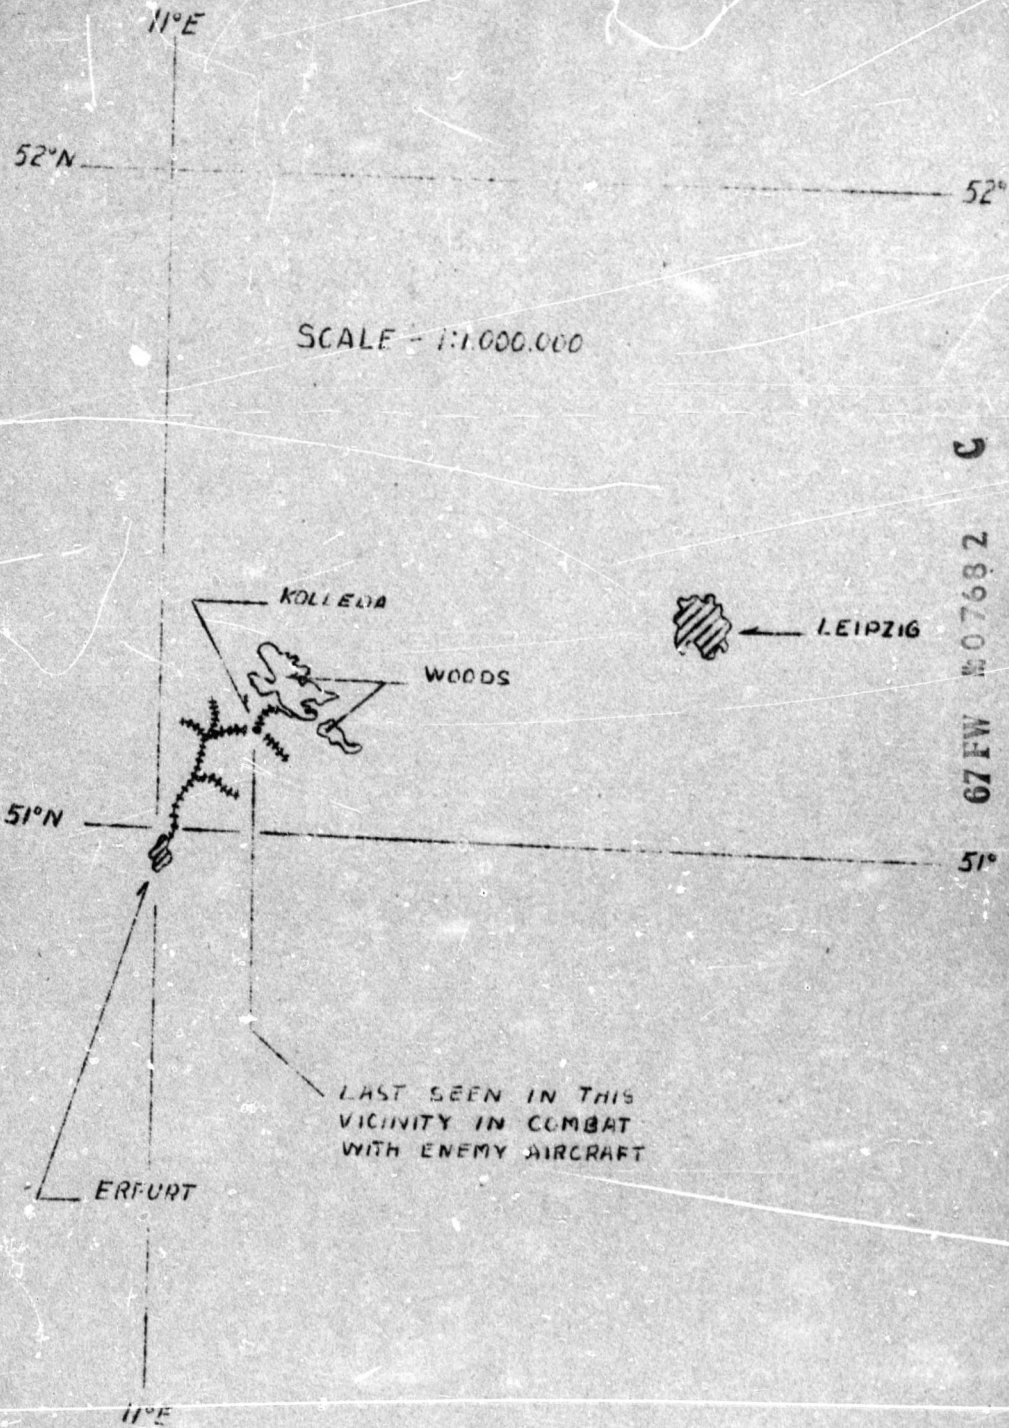 11°E
52°N
52°
SCALE - 1:1.000.000
KOLLEDA
LEIPZIG
WOODS
51°N
51°
LAST SEEN IN THIS
VICINITY IN COMBAT
WITH ENEMY AIRCRAFT
ERFURT
11°E
67 FW M07682 C